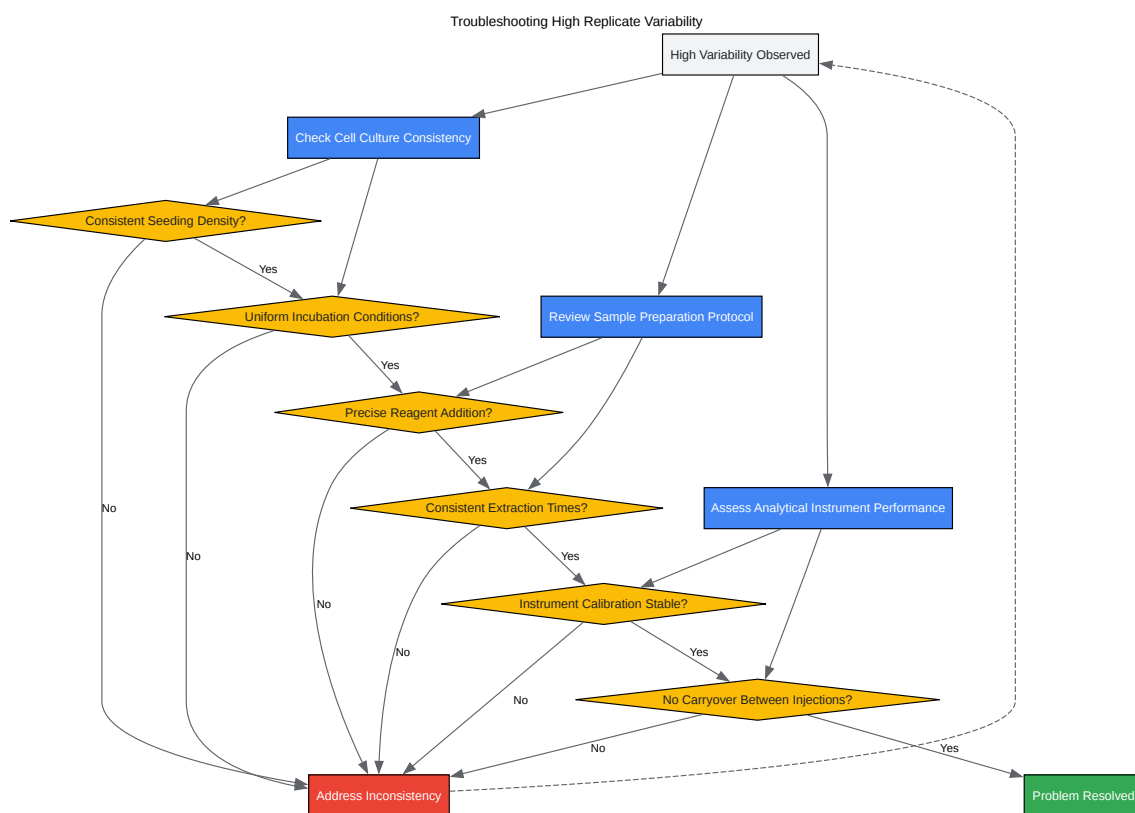 Troubleshooting High Replicate Variability
High Variability Observed
Check Cell Culture Consistency
Consistent Seeding Density?
Yes
Uniform Incubation Conditions?
Review Sample Preparation Protocol
Yes
Precise Reagent Addition?
Yes
No
Consistent Extraction Times?
Assess Analytical Instrument Performance
No
Yes
No
Instrument Calibration Stable?
No
Yes
No
No Carryover Between Injections?
No
Yes
Address Inconsistency
Problem Resolved